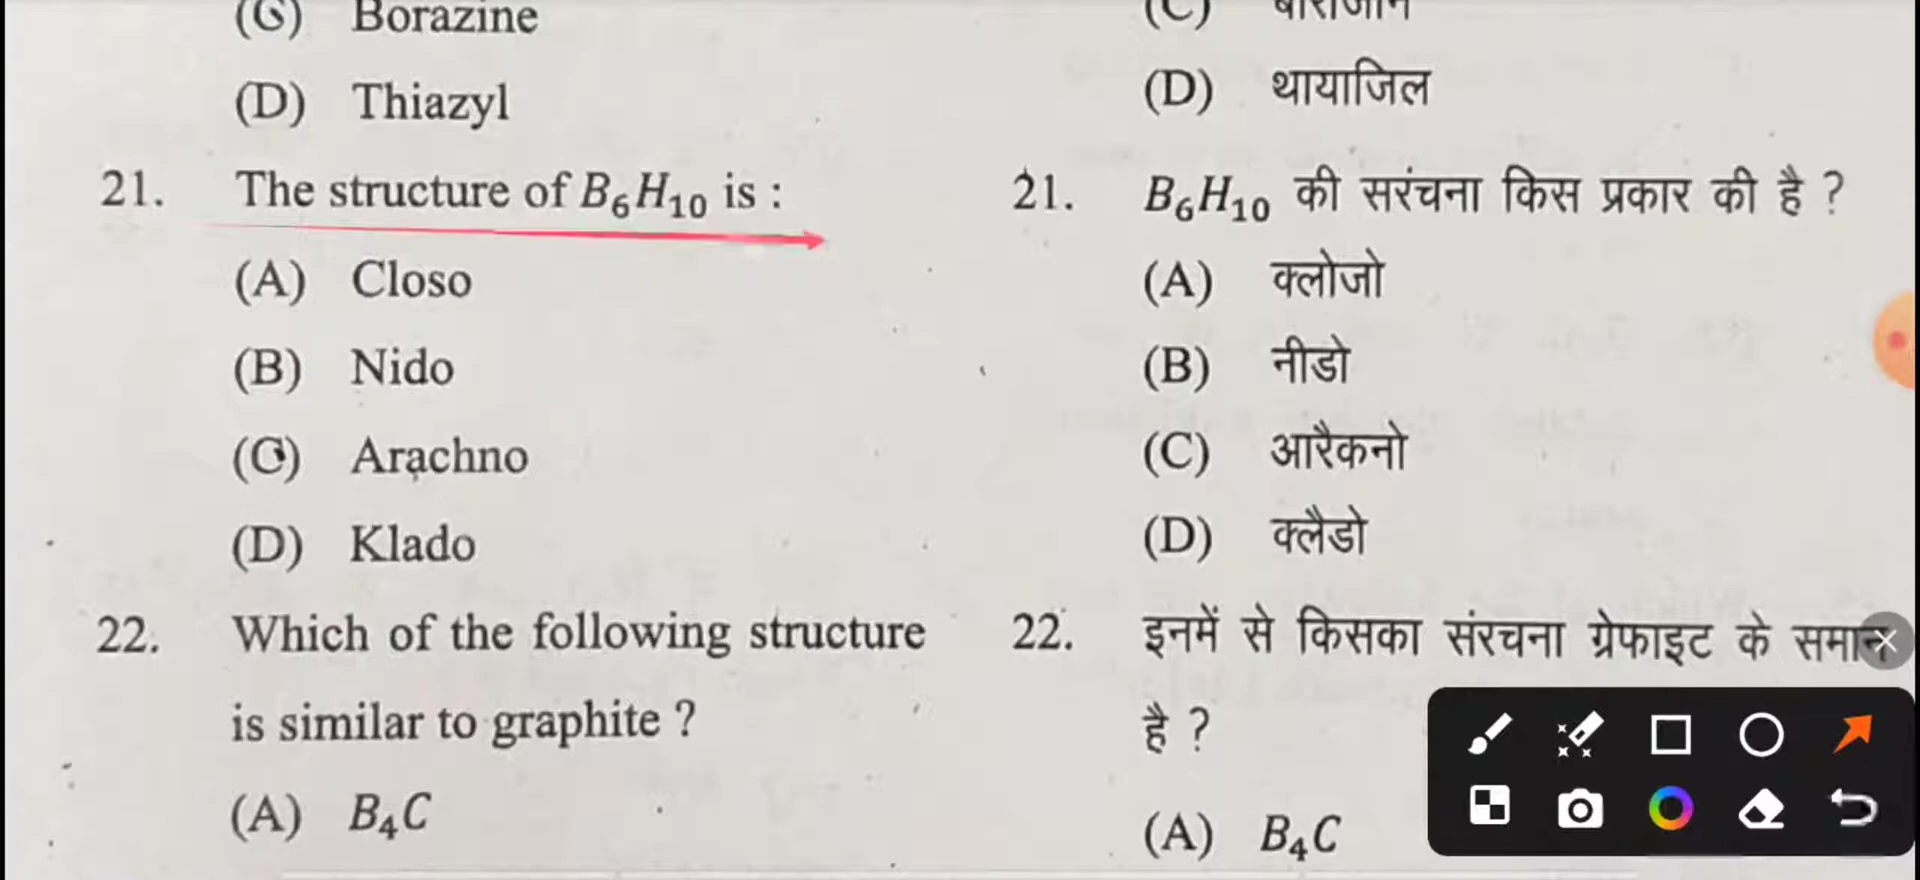 (C) Borazine
(D) Thiazyl
21. The structure of B₆H₁₀ is :
(A) Closo
(B) Nido
(C) Arachno
(D) Klado
22. Which of the following structure
is similar to graphite ?
(A) B₄C
(C) बोराजीन
(D) थायाजिल
21. B₆H₁₀ की सरंचना किस प्रकार की है ?
(A) क्लोजो
(B) नीडो
(C) आरैकनो
(D) क्लैडो
22. इनमें से किसका संरचना ग्रेफाइट के समान
है ?
(A) B₄C